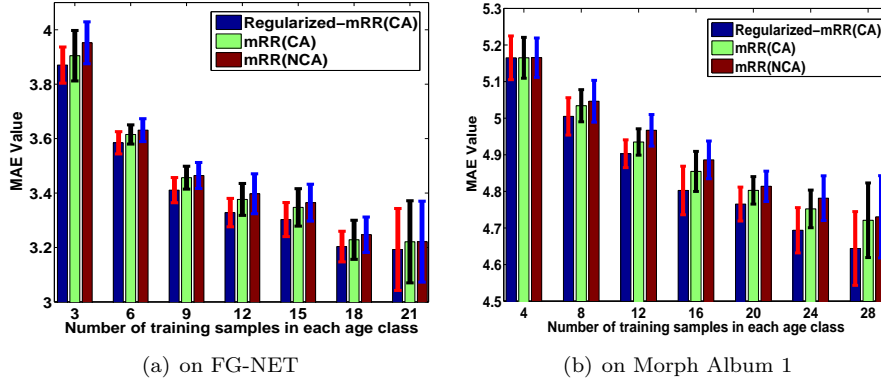 4
3.8
3.6
3.4
3.2
3
MAE Value
Regularized−mRR(CA)
mRR(CA)
mRR(NCA)
3 6 9 12 15 18 21
Number of training samples in each age class
(a) on FG-NET
5.3
5.2
5.1
5
4.9
4.8
4.7
4.6
4.5
MAE Value
Regularized−mRR(CA)
mRR(CA)
mRR(NCA)
4 8 12 16 20 24 28
Number of training samples in each age class
(b) on Morph Album 1